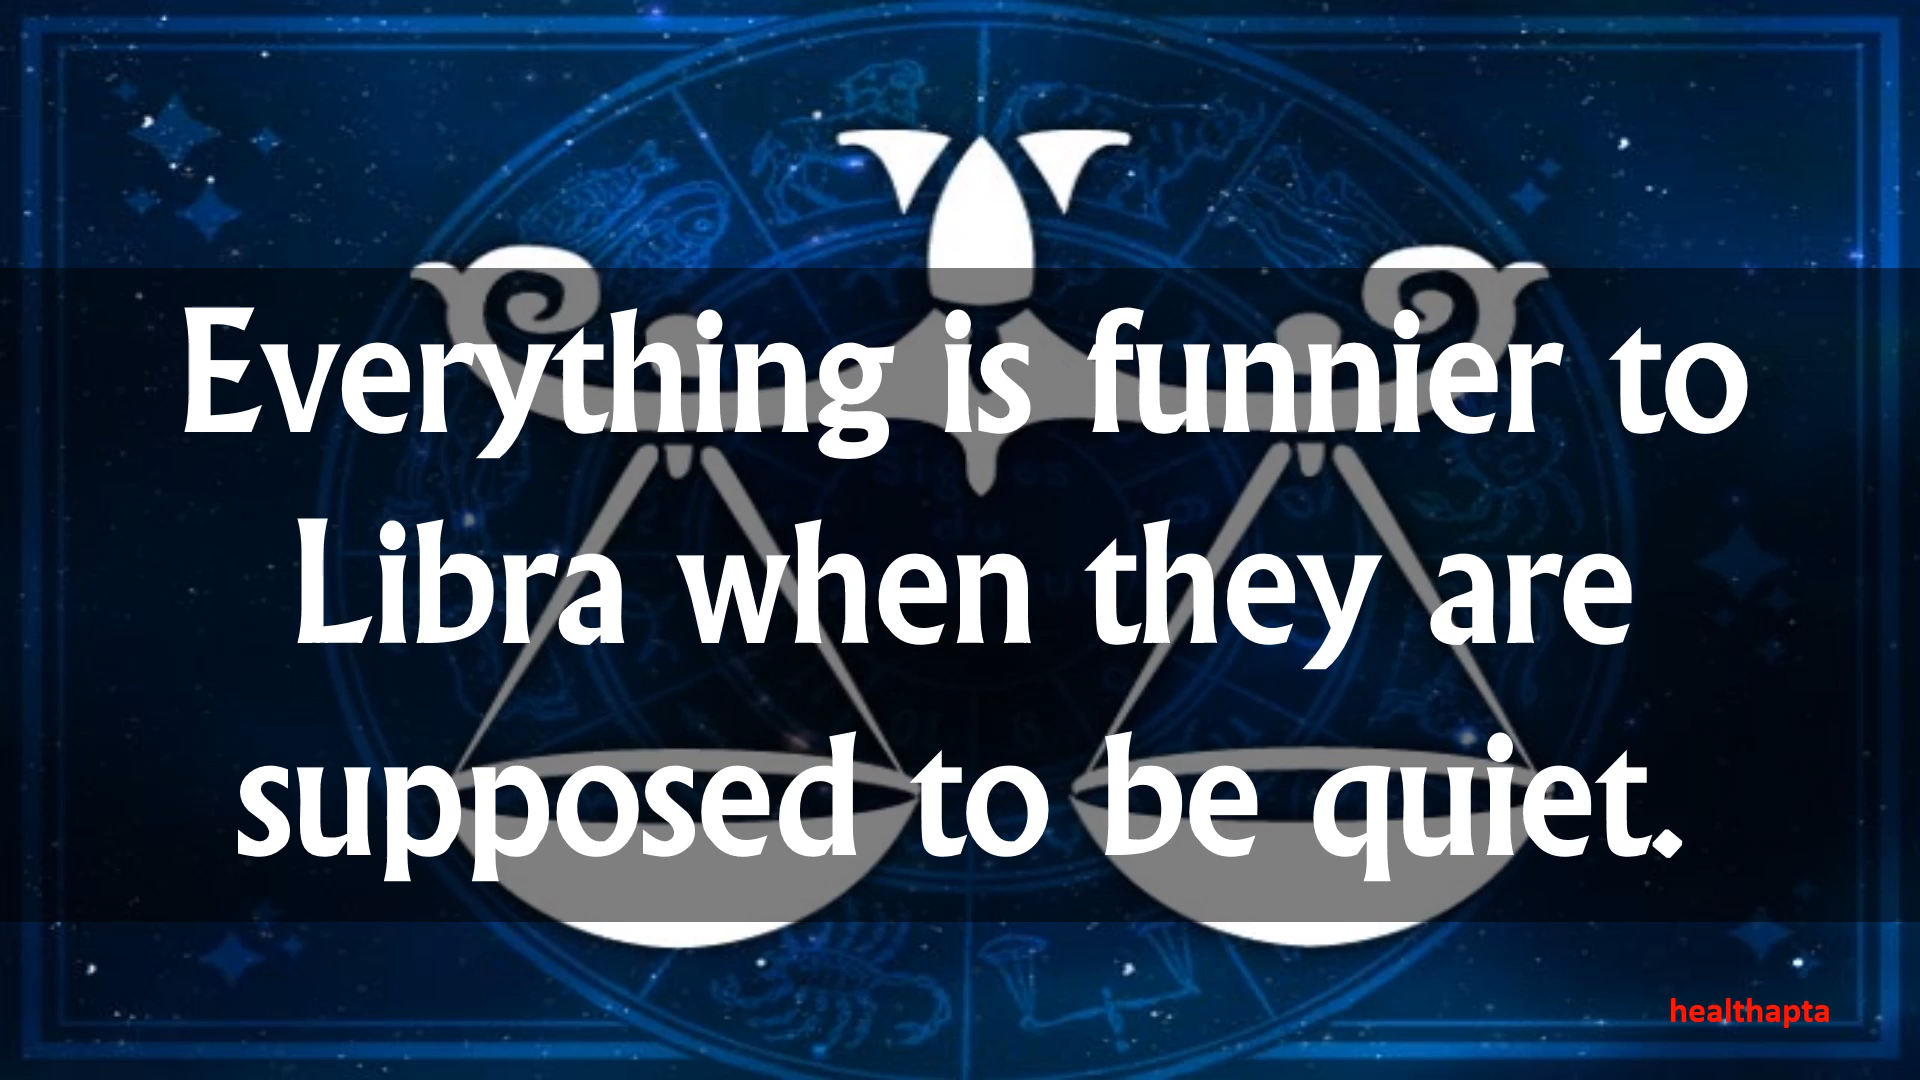 Everything is funnier to
Libra when they are
supposed to be quiet.
healthapta